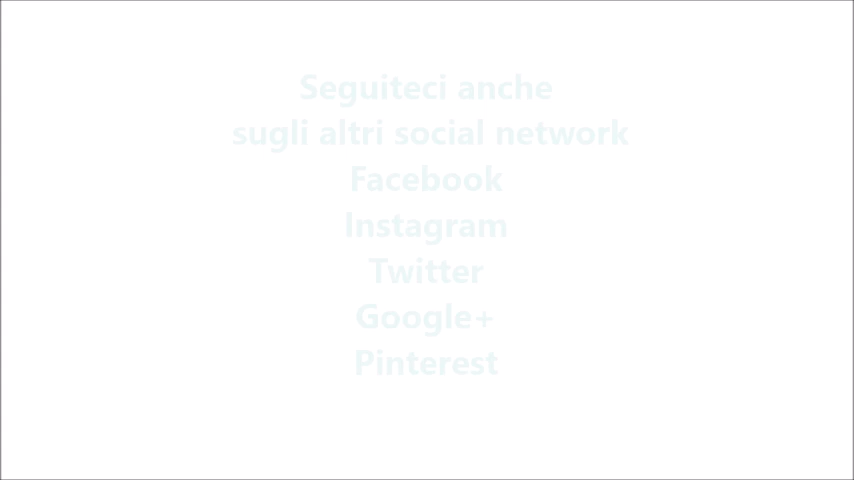 Seguiteci anche
sugli altri social network
Facebook
Instagram
Twitter
Google+
Pinterest